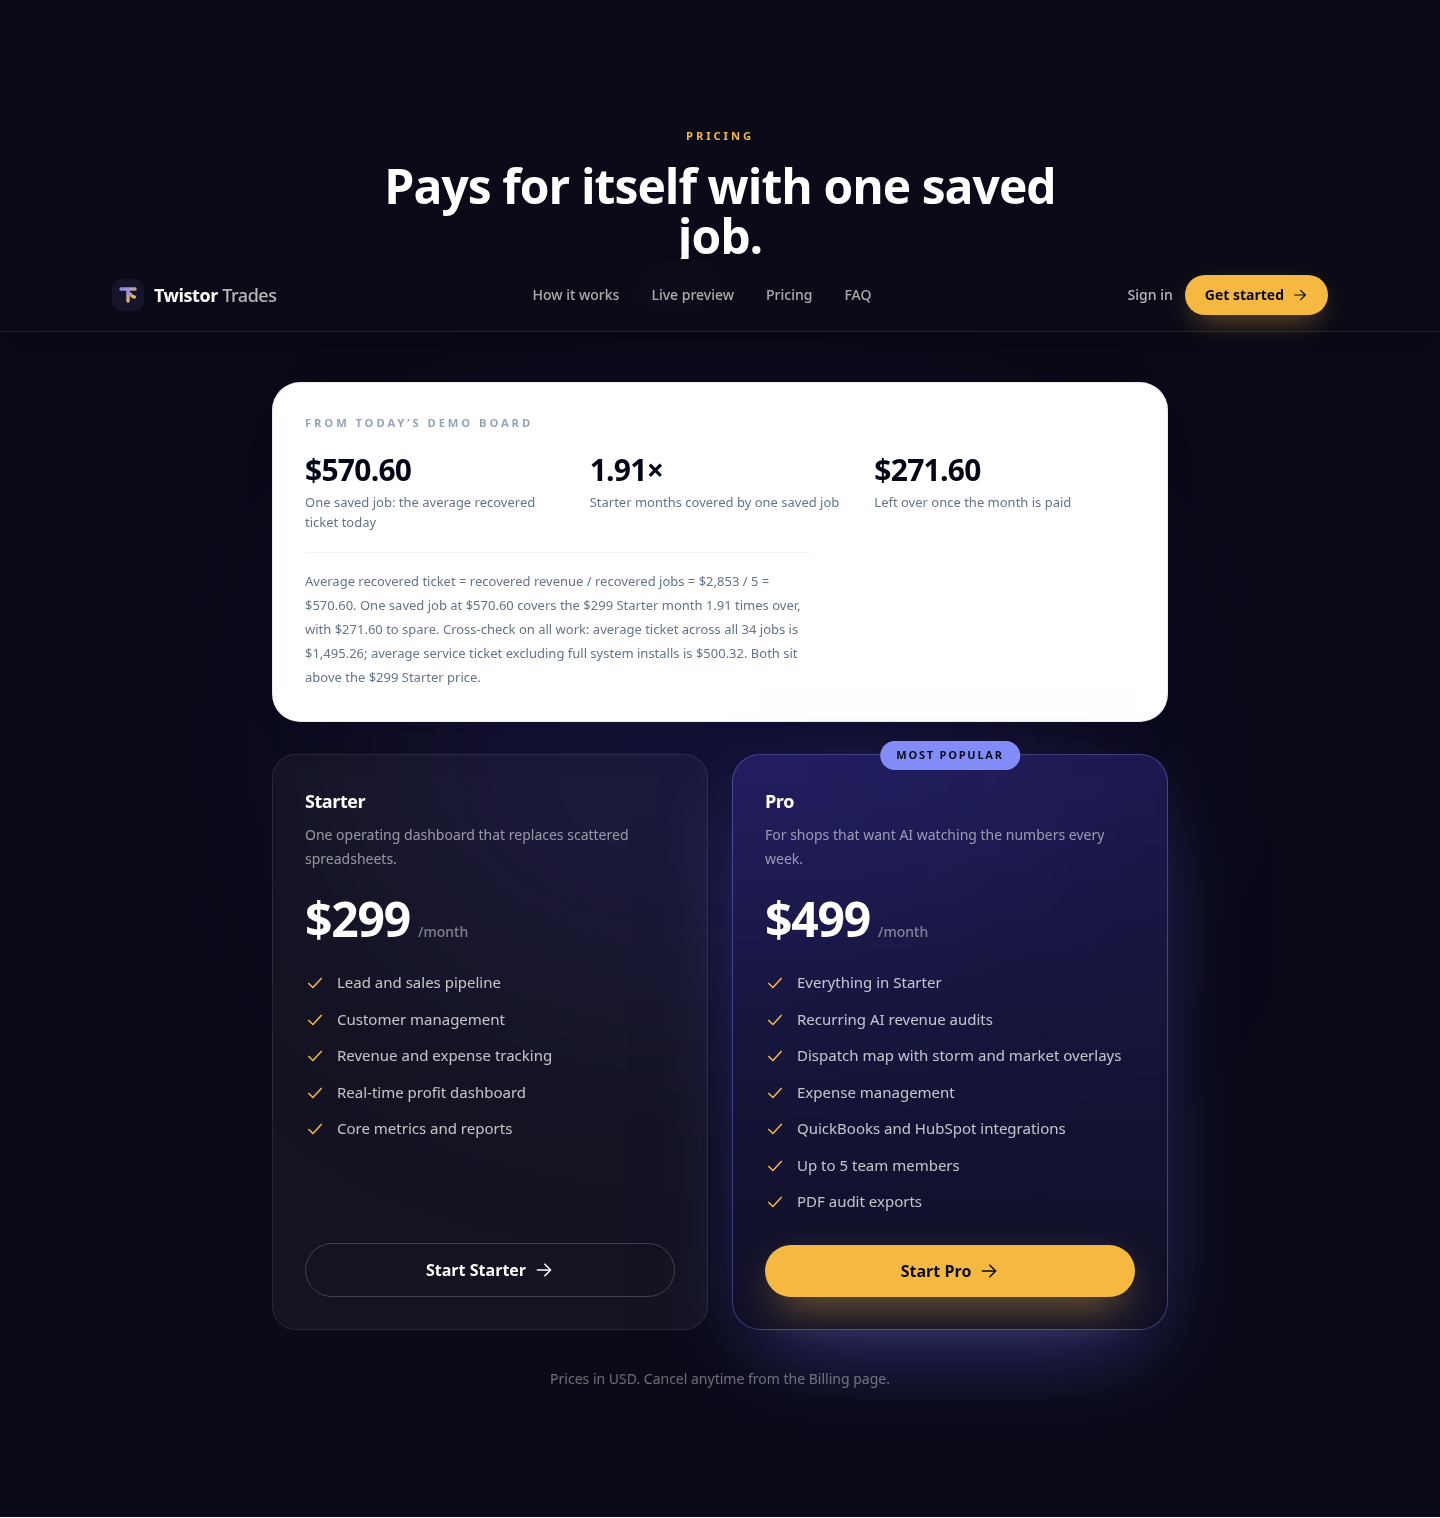 PRICING
Pays for itself with one saved
job.
Twistor Trades
How it works
Live preview
Pricing
FAQ
Sign in
Get started
FROM TODAY’S DEMO BOARD
$570.60
One saved job: the average recovered
ticket today
1.91×
Starter months covered by one saved job
$271.60
Left over once the month is paid
Average recovered ticket = recovered revenue / recovered jobs = $2,853 / 5 =
$570.60. One saved job at $570.60 covers the $299 Starter month 1.91 times over,
with $271.60 to spare. Cross-check on all work: average ticket across all 34 jobs is
$1,495.26; average service ticket excluding full system installs is $500.32. Both sit
above the $299 Starter price.
Starter
One operating dashboard that replaces scattered
spreadsheets.
$299 /month
Lead and sales pipeline
Customer management
Revenue and expense tracking
Real-time profit dashboard
Core metrics and reports
Start Starter
MOST POPULAR
Pro
For shops that want AI watching the numbers every
week.
$499 /month
Everything in Starter
Recurring AI revenue audits
Dispatch map with storm and market overlays
Expense management
QuickBooks and HubSpot integrations
Up to 5 team members
PDF audit exports
Start Pro
Prices in USD. Cancel anytime from the Billing page.